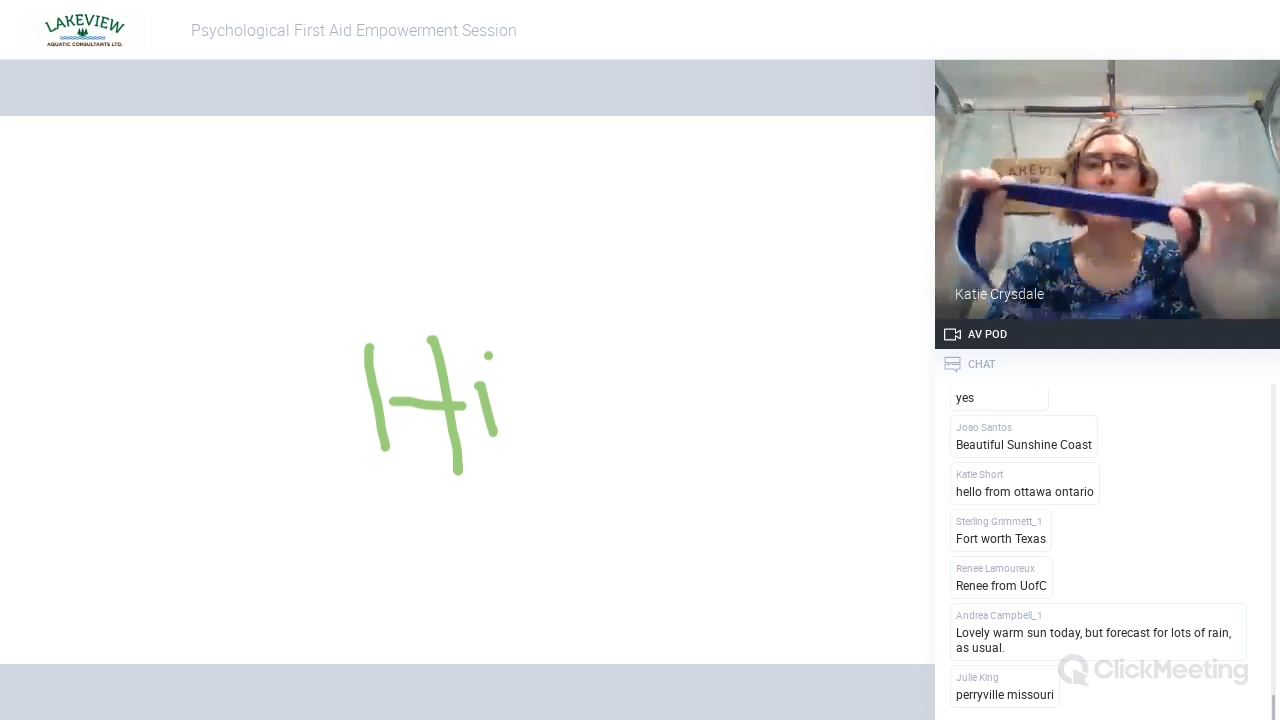 LAKEVIEW
AQUATIC CONSULTANTS LTD.
Psychological First Aid Empowerment Session
Hi
Katie Crysdale
AV POD
CHAT
yes
Joao Santos
Beautiful Sunshine Coast
Katie Short
hello from ottawa ontario
Sterling Grimmett_1
Fort worth Texas
Renee Lamoureux
Renee from UofC
Andrea Campbell_1
Lovely warm sun today, but forecast for lots of rain,
as usual.
Julie King
perryville missouri
ClickMeeting